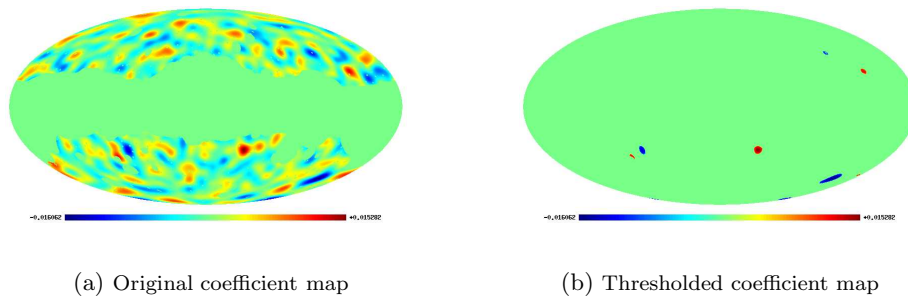 -0.016062 +0.015282 -0.016062 +0.015282
(a) Original coefficient map (b) Thresholded coefficient map